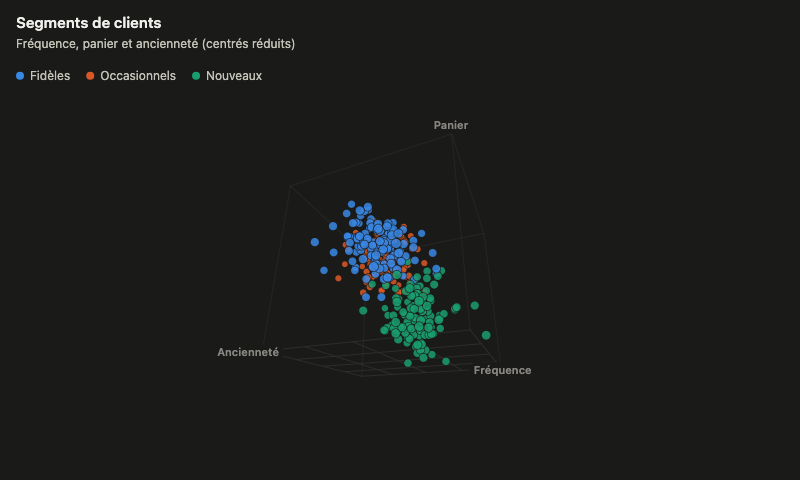 Segments de clients
Fréquence, panier et ancienneté (centrés réduits)
Fidèles Occasionnels Nouveaux
Panier
Ancienneté
Fréquence